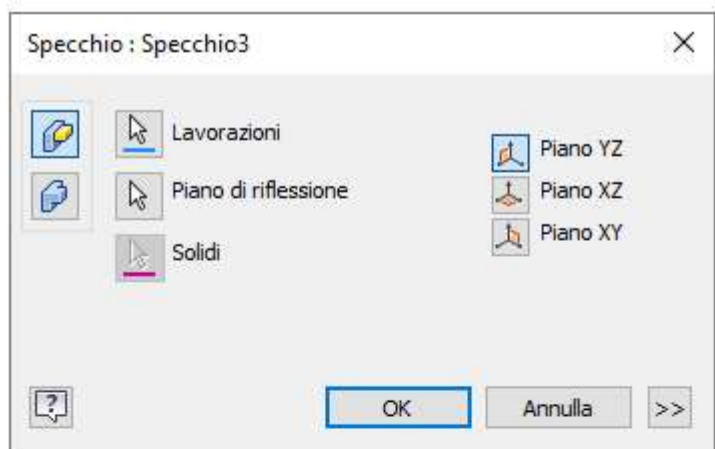 Specchio : Specchio3
Lavorazioni
Piano di riflessione
Solidi
Piano YZ
Piano XZ
Piano XY
?
OK
Annulla
>>